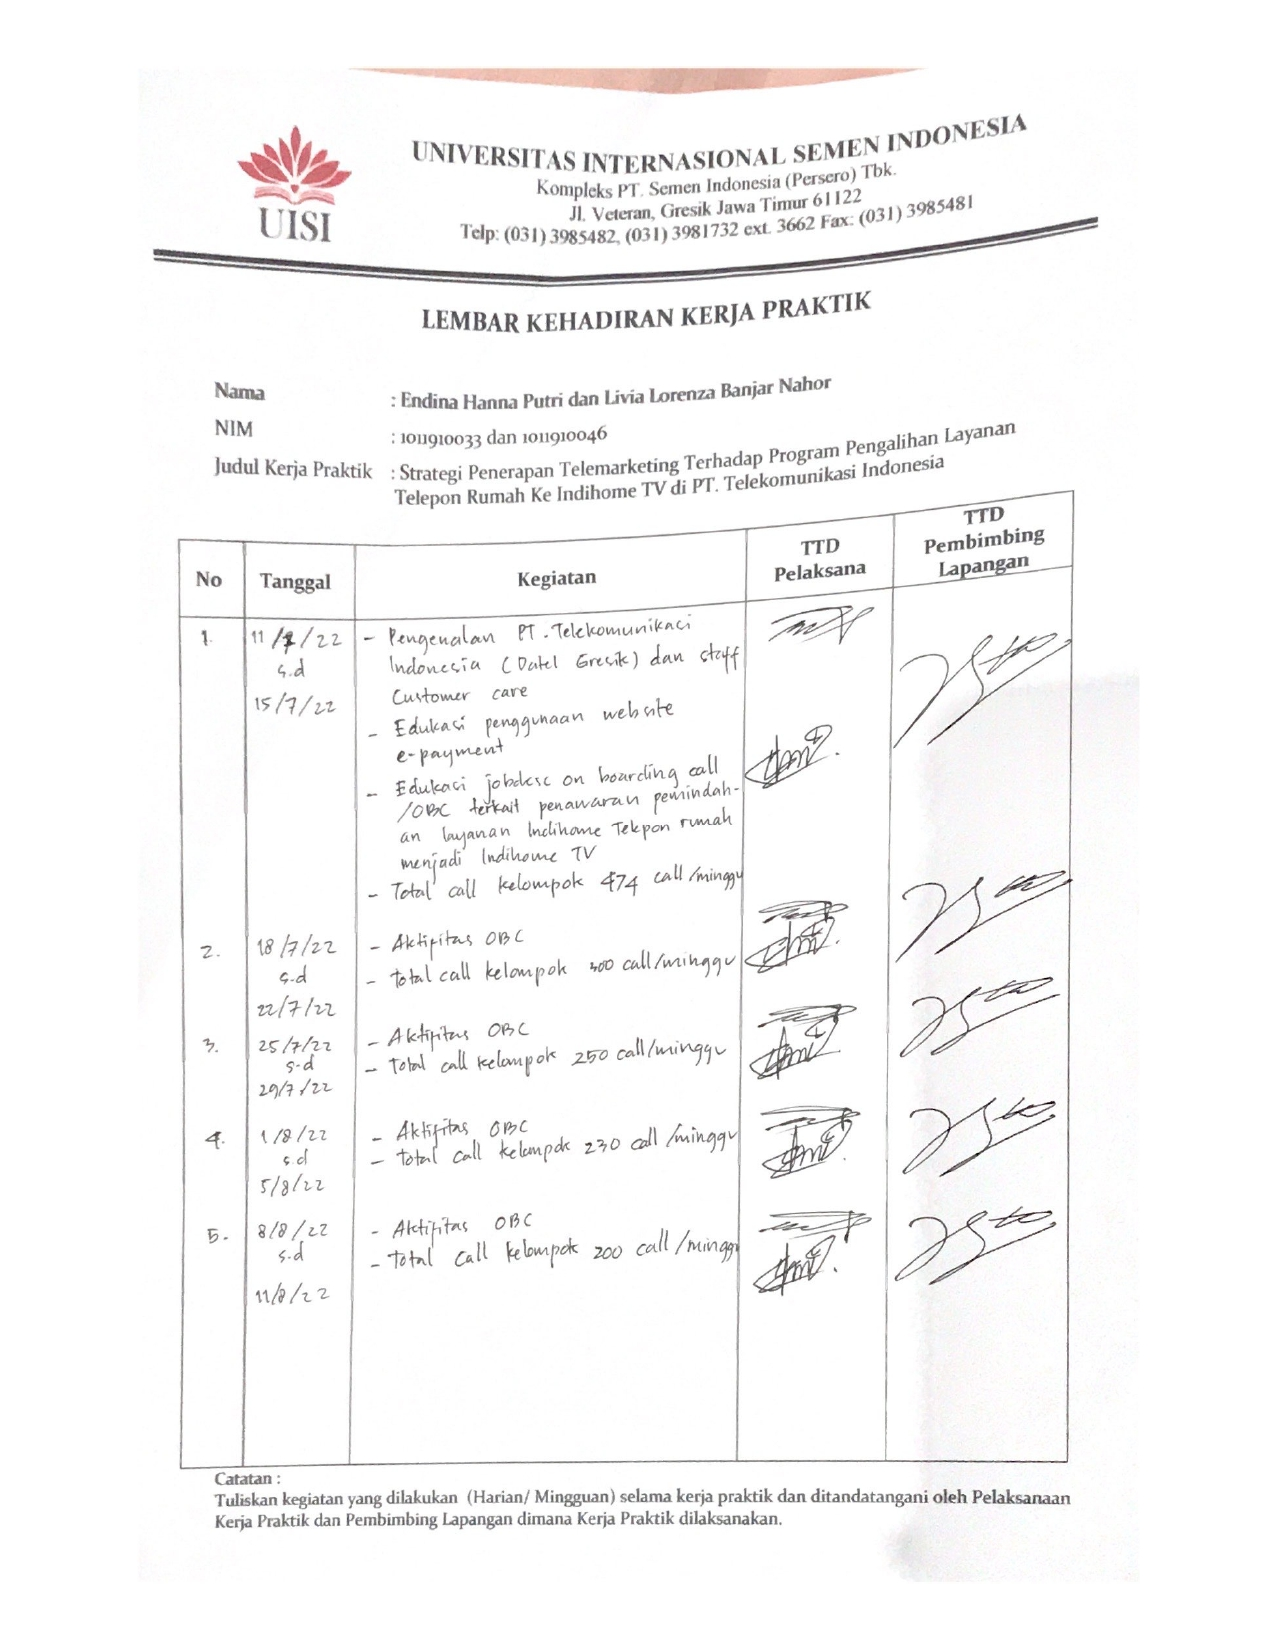 UISI
UNIVERSITAS INTERNASIONAL SEMEN INDONESIA
Kompleks PT. Semen Indonesia (Persero) Tbk.
Jl. Veteran, Gresik Jawa Timur 61122
Telp: (031) 3985482, (031) 3981732 ext. 3662 Fax: (031) 3985481
LEMBAR KEHADIRAN KERJA PRAKTIK
Nama : Endina Hanna Putri dan Livia Lorenza Banjar Nahor
NIM : 1011910033 dan 1011910046
Judul Kerja Praktik : Strategi Penerapan Telemarketing Terhadap Program Pengalihan Layanan
Telepon Rumah Ke Indihome TV di PT. Telekomunikasi Indonesia
No Tanggal Kegiatan TTD Pelaksana TTD Pembimbing Lapangan
1. 11/7/22 - Pengenalan PT. Telekomunikasi
s.d Indonesia (Datel Gresik) dan staff
15/7/22 Customer care
- Edukasi penggunaan website
e-payment
- Edukasi jobdesc on boarding call
/OBC terkait penawaran pemindah-
an layanan Indihome Telepon rumah
menjadi Indihome TV
- Total call kelompok 474 call/minggu
2. 18/7/22 - Aktifitas OBC
s.d - Total call kelompok 400 call/minggu
22/7/22
3. 25/7/22 - Aktifitas OBC
s-d - Total call kelompok 250 call/minggu
29/7/22
4. 1/8/22 - Aktifitas OBC
s.d - Total call kelompok 230 call/minggu
5/8/22
5. 8/8/22 - Aktifitas OBC
s.d - Total call kelompok 200 call/minggu
11/8/22
Catatan :
Tuliskan kegiatan yang dilakukan (Harian/ Mingguan) selama kerja praktik dan ditandatangani oleh Pelaksanaan
Kerja Praktik dan Pembimbing Lapangan dimana Kerja Praktik dilaksanakan.